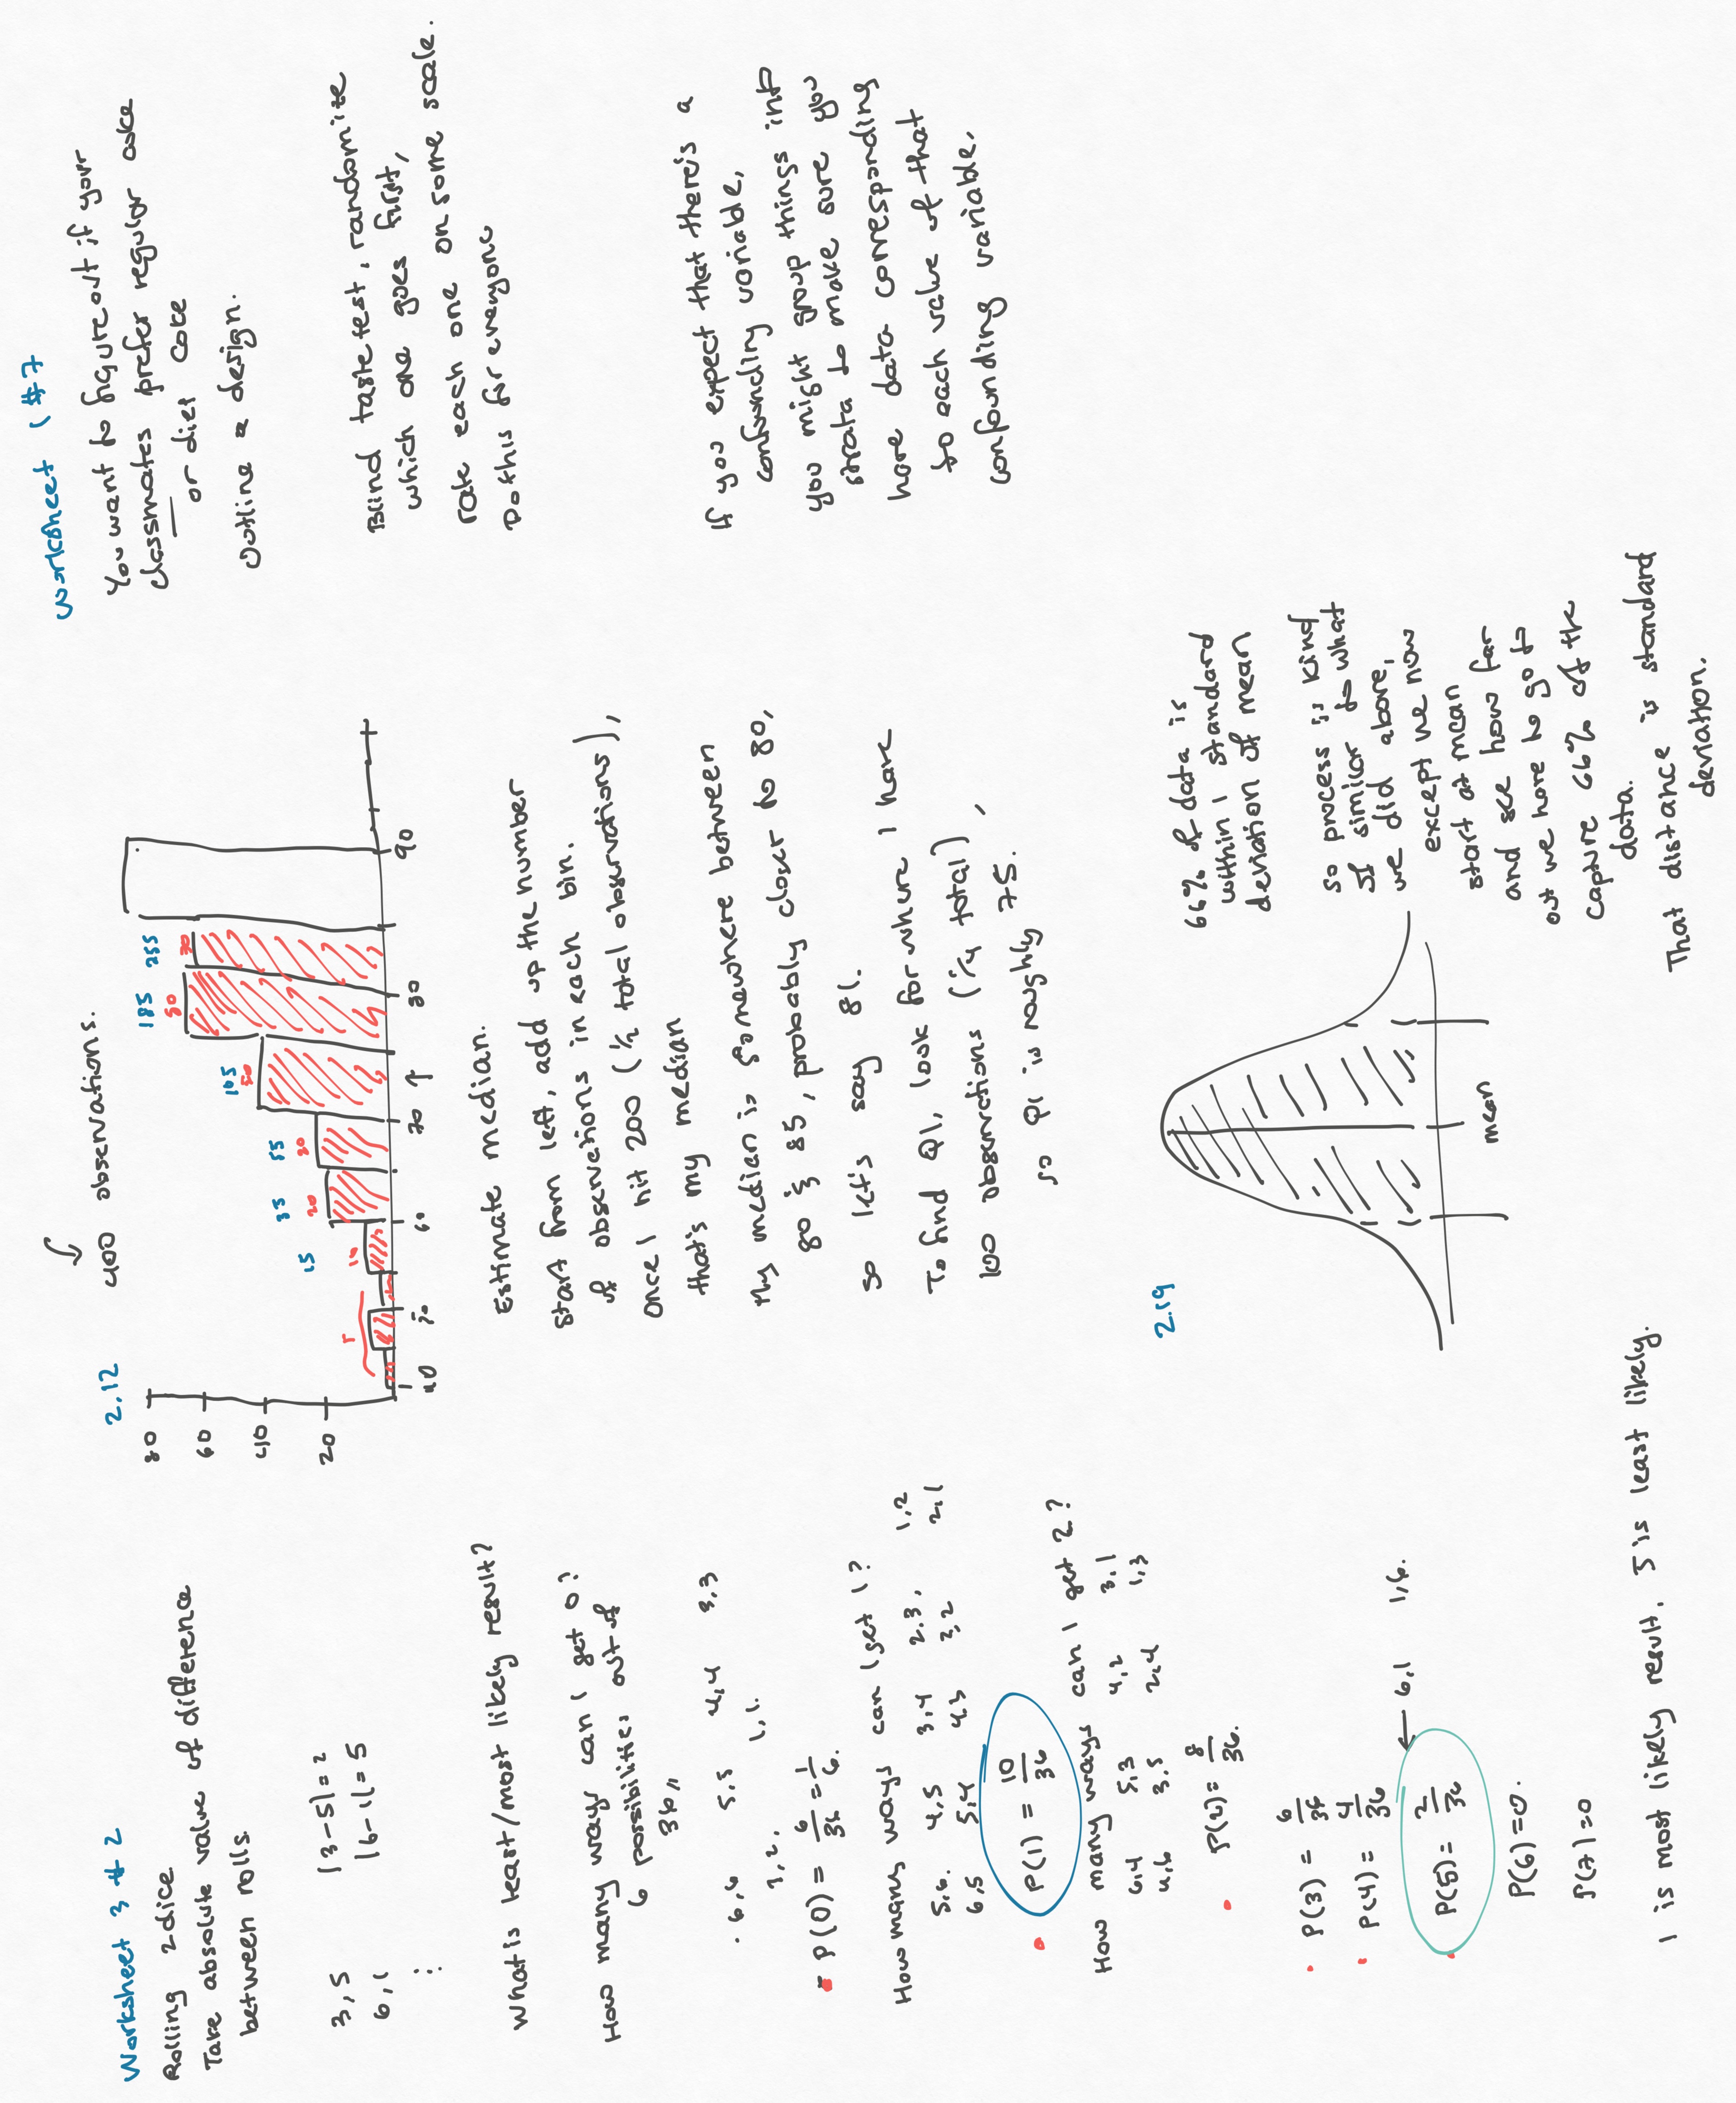 Worksheet 3 # 2
Rolling 2 dice
Take absolute value of difference
between rolls.
3,5 |3-5|=2
6,1 |6-1|=5
⋮
What is least/most likely result?
How many ways can I get 0?
6 possibilities out of
36,,
6,6 5,5 4,4 3,3
2,2, 1,1.
P(0) = 6/36 = 1/6.
How many ways can I get 1?
5,6. 4,5 3,4 2,3, 1,2
6,5 5,4 4,3 3,2 2,1
P(1) = 10/36
How many ways can I get 2?
6,4 5,3 4,2 3,1
4,6 3,5 2,4 1,3
P(2) = 8/36.
P(3) = 6/36
P(4) = 4/36
P(5) = 2/36 ← 6,1 1,6.
P(6)=0.
P(7)=0
1 is most likely result, 5 is least likely.
2.12 400 observations.
80
60
40
20
185 255
50 70
105
50
35 55
15 20 20
5 10
40 50 60 70 ↑ 80 90
Estimate median.
start from left, add up the number
of observations in each bin.
Once I hit 200 (1/2 total observations),
that's my median
My median is somewhere between
80 & 85, probably closer to 80,
so let's say 81.
To find Q1, look for where I have
100 observations (1/4 total),
so Q1 is roughly 75.
2.19
mean
66% of data is
within 1 standard
deviation of mean
so process is kind
of similar to what
we did above,
except we now
start at mean
and see how far
out we have to go to
capture 66% of the
data.
That distance is standard
deviation.
Worksheet 1 #7
You want to figure out if your
classmates prefer regular coke
or diet coke
Outline a design.
Blind taste test, randomize
which one goes first,
rate each one on some scale.
Do this for everyone
If you expect that there's a
confounding variable,
you might group things into
strata to make sure you
have data corresponding
to each value of that
confounding variable.